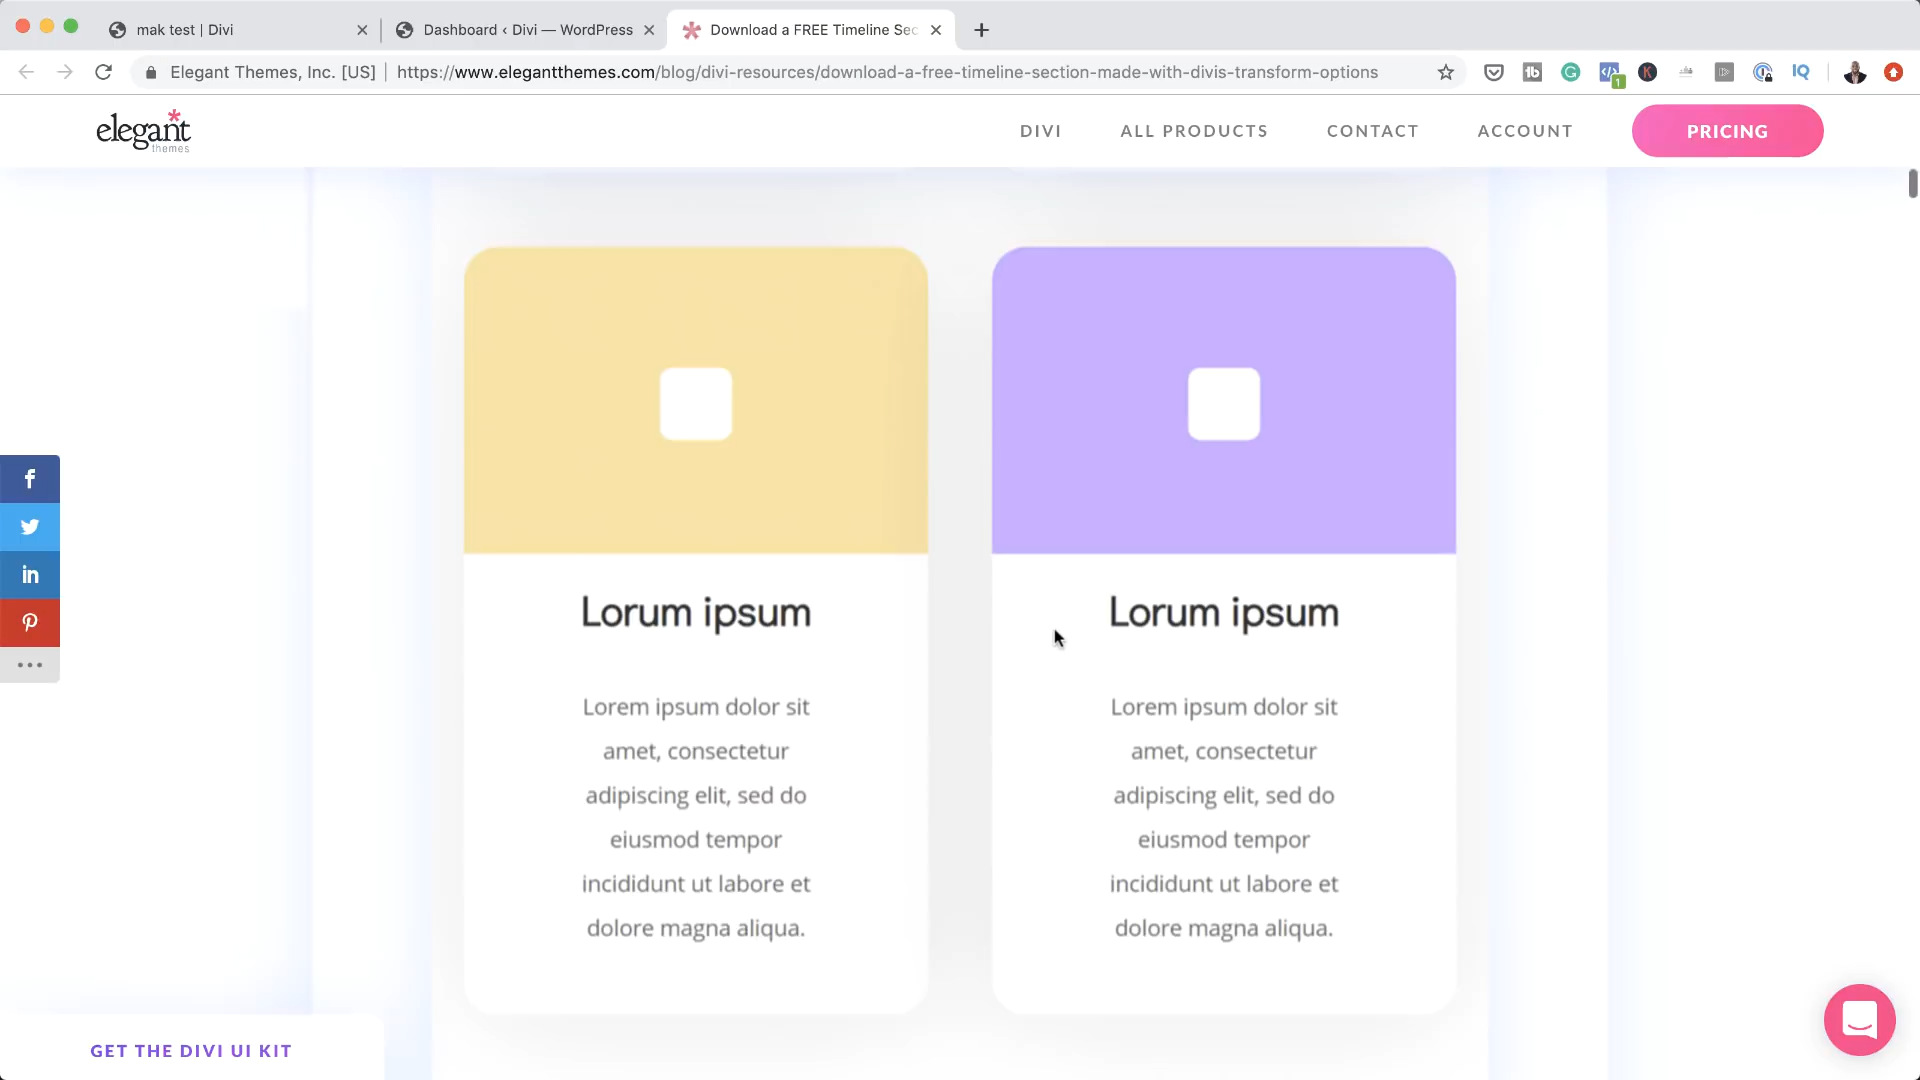 mak test | Divi
Dashboard ‹ Divi — WordPress
Download a FREE Timeline Sec
Elegant Themes, Inc. [US] | https://www.elegantthemes.com/blog/divi-resources/download-a-free-timeline-section-made-with-divis-transform-options
elegant
themes
DIVI
ALL PRODUCTS
CONTACT
ACCOUNT
PRICING
Lorum ipsum
Lorem ipsum dolor sit
amet, consectetur
adipiscing elit, sed do
eiusmod tempor
incididunt ut labore et
dolore magna aliqua.
Lorum ipsum
Lorem ipsum dolor sit
amet, consectetur
adipiscing elit, sed do
eiusmod tempor
incididunt ut labore et
dolore magna aliqua.
GET THE DIVI UI KIT